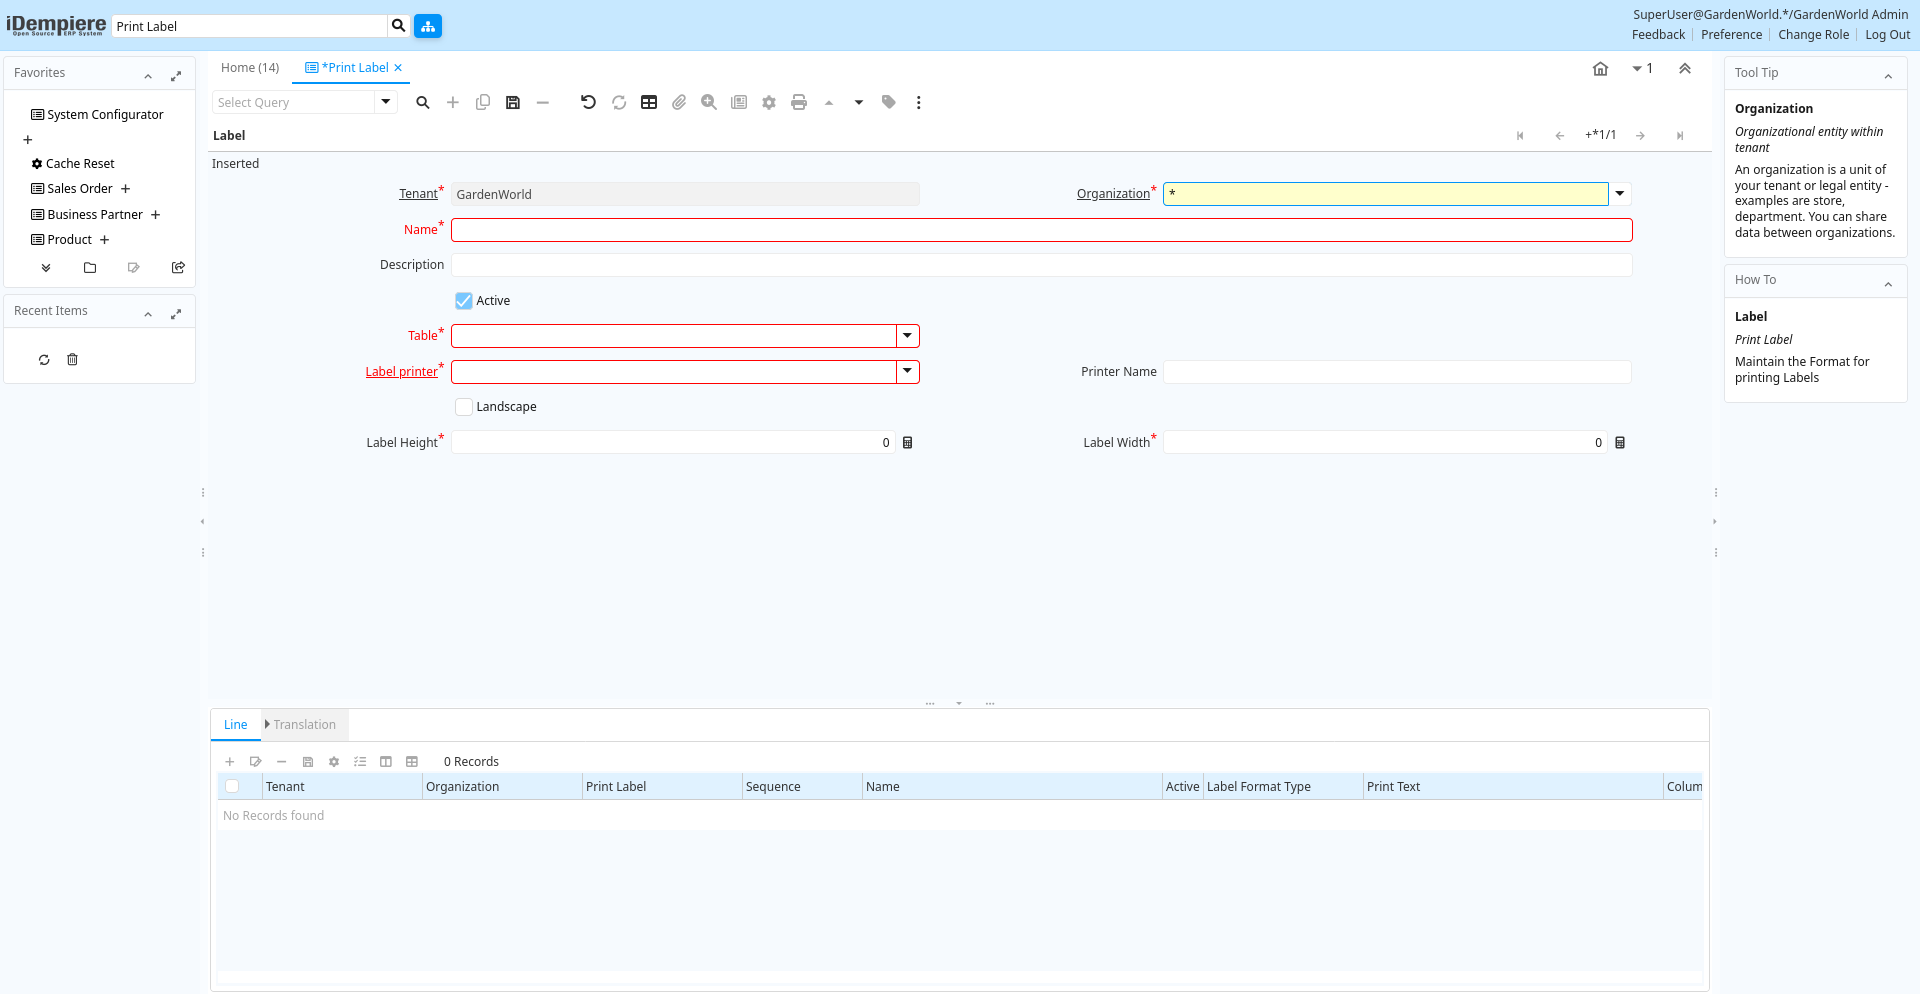 iDempiere
Open Source ERP System
Print Label
SuperUser@GardenWorld.*/GardenWorld Admin
Feedback
Preference
Change Role
Log Out
Favorites
System Configurator
Cache Reset
Sales Order
Business Partner
Product
Recent Items
Home (14)
*Print Label
1
Select Query
Label
+*1/1
Inserted
Tenant*
GardenWorld
Organization*
*
Name*
Description
Active
Table*
Label printer*
Printer Name
Landscape
Label Height*
0
Label Width*
0
Line
Translation
0 Records
Tenant
Organization
Print Label
Sequence
Name
Active
Label Format Type
Print Text
Colum
No Records found
Tool Tip
Organization
Organizational entity within
tenant
An organization is a unit of
your tenant or legal entity -
examples are store,
department. You can share
data between organizations.
How To
Label
Print Label
Maintain the Format for
printing Labels